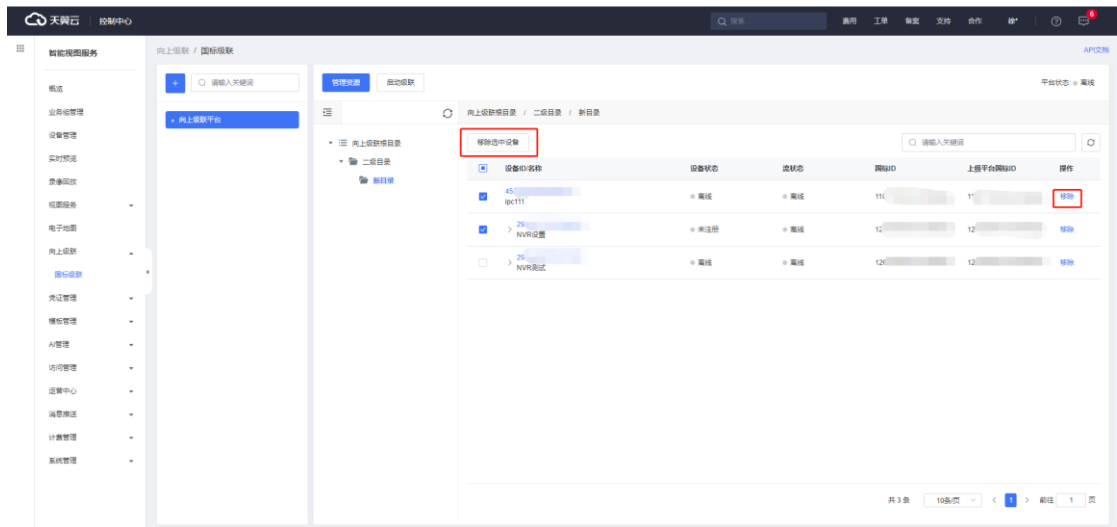 天翼云 控制中心 搜索... 费用 工单 备案 支持 合作 6
智能视图服务 向上级联 / 国标级联 API文档
概览
业务组管理
设备管理
实时预览
录像回放
视图服务
电子地图
向上级联
国标级联
凭证管理
模板管理
AI管理
访问管理
运营中心
消息推送
计费管理
系统管理
+ 请输入关键词
向上级联平台
管理资源 启动级联 平台状态: 离线
向上级联根目录 / 二级目录 / 新目录
向上级联根目录
二级目录
新目录
移除选中设备 请输入关键词
设备ID/名称 设备状态 流状态 国标ID 上报平台国标ID 操作
45 离线 离线 移除
ipc111
29 未注册 离线 12 12 移除
NVR设置
29 离线 离线 12 移除
NVR测试
共 3 条 10条/页 < 1 > 前往 1 页